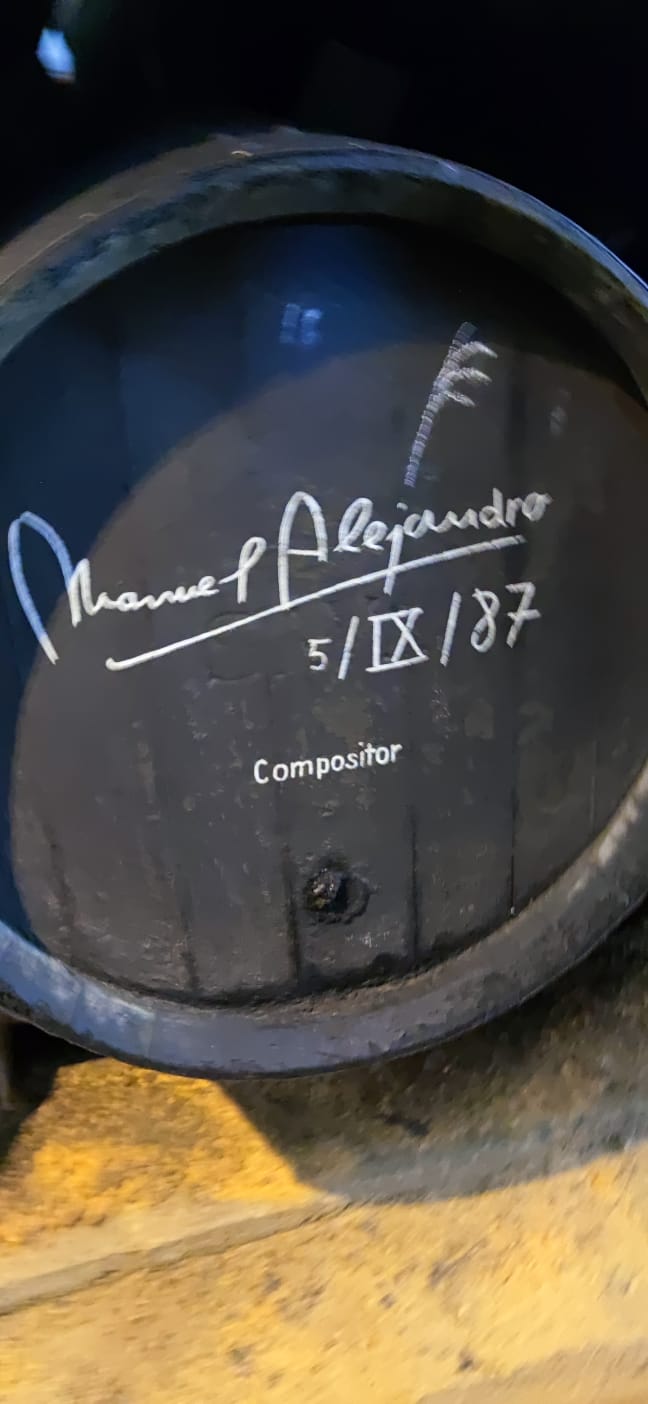 Manuel Alejandro
5/IX/87
Compositor